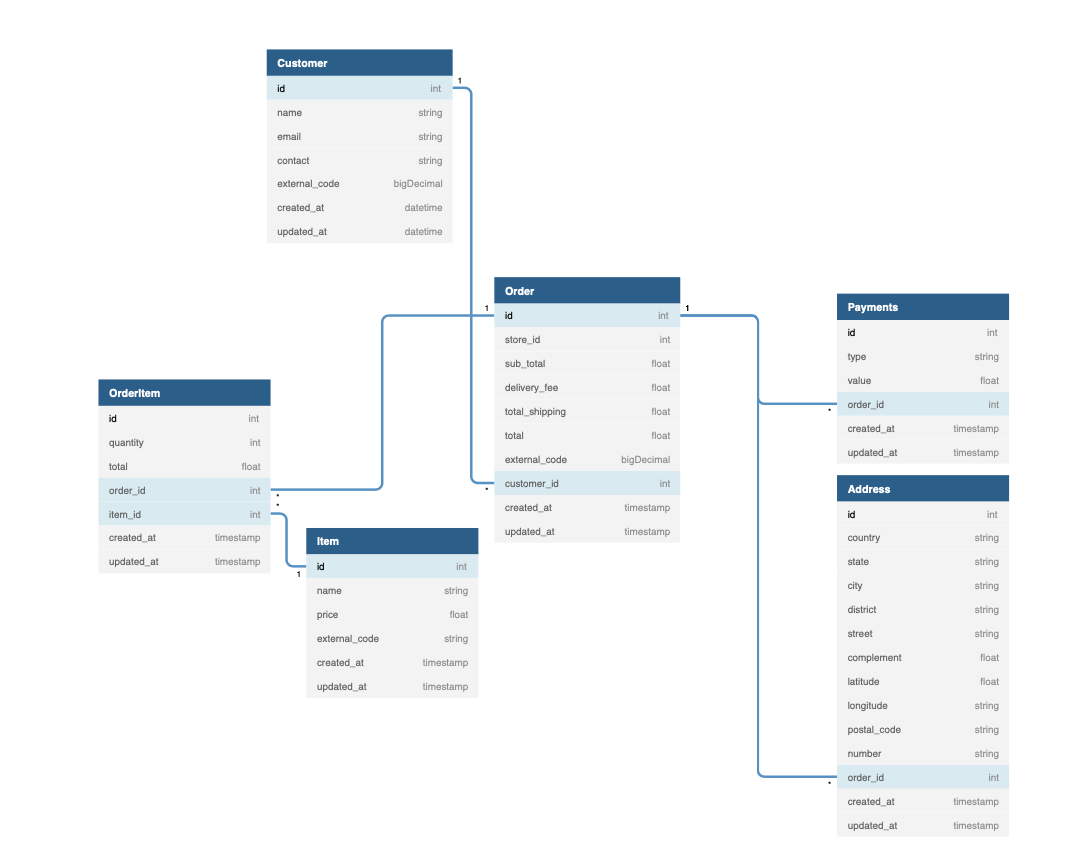 Customer
1
id int
name string
email string
contact string
external_code bigDecimal
created_at datetime
updated_at datetime
Order
1 id int 1
store_id int
sub_total float
delivery_fee float
total_shipping float
total float
external_code bigDecimal
* customer_id int
created_at timestamp
updated_at timestamp
Payments
id int
type string
value float
* order_id int
created_at timestamp
updated_at timestamp
OrderItem
id int
quantity int
total float
order_id int *
item_id int *
created_at timestamp
updated_at timestamp
Item
1 id int
name string
price float
external_code string
created_at timestamp
updated_at timestamp
Address
id int
country string
state string
city string
district string
street string
complement float
latitude float
longitude string
postal_code string
number string
* order_id int
created_at timestamp
updated_at timestamp